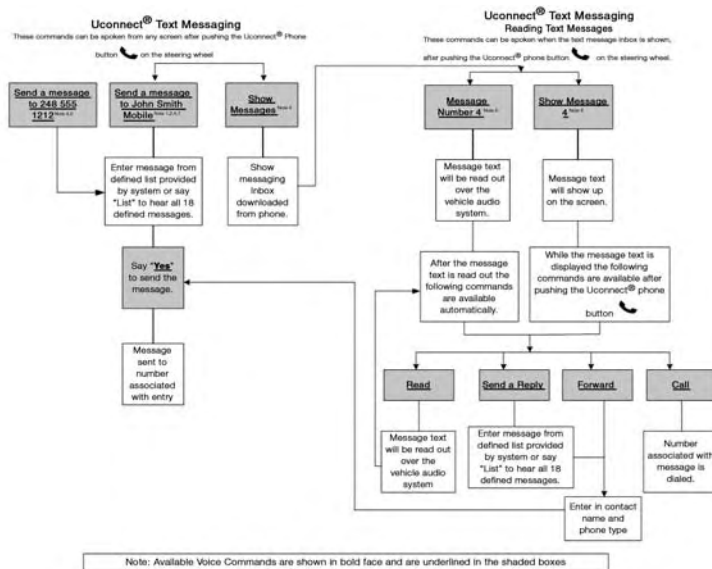 Uconnect® Text Messaging
These commands can be spoken from any screen after pushing the Uconnect® Phone
button on the steering wheel
Send a message
to 248 555
1212
Send a message
to John Smith
Mobile
Show
Messages
Enter message from
defined list provided
by system or say
"List" to hear all 18
defined messages.
Show
messaging
Inbox
downloaded
from phone.
Say "Yes"
to send the
message.
Message
sent to
number
associated
with entry
Uconnect® Text Messaging
Reading Text Messages
These commands can be spoken when the text message inbox is shown,
after pushing the Uconnect® phone button on the steering wheel.
Message
Number 4
Show Message
4
Message text
will be read out
over the
vehicle audio
system.
Message
text will
show up
on the screen.
After the message
text is read out the
following commands
are available
automatically.
While the message text is
displayed the following
commands are available after
pushing the Uconnect® phone
button
Read
Send a Reply
Forward
Call
Message text
will be read out
over the
vehicle audio
system
Enter message from
defined list provided
by system or say
"List" to hear all 18
defined messages.
Number
associated with
message is
dialed.
Enter in contact
name and
phone type
Note: Available Voice Commands are shown in bold face and are underlined in the shaded boxes